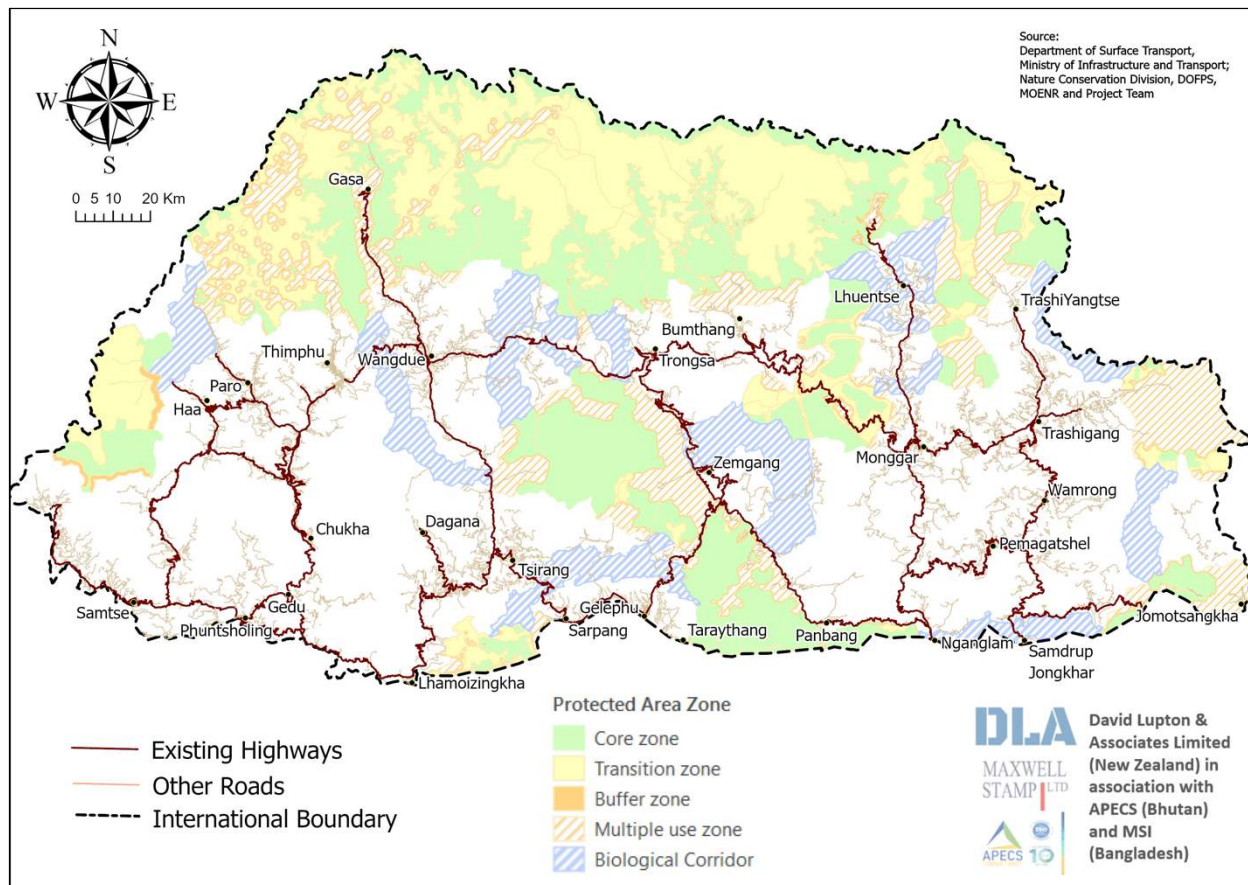 N
W E
S
0 5 10 20 Km
Source:
Department of Surface Transport,
Ministry of Infrastructure and Transport;
Nature Conservation Division, DOFPS,
MOENR and Project Team
Gasa
Lhuentse
TrashiYangtse
Bumthang
Thimphu
Wangdue
Trongsa
Paro
Haa
Trashigang
Monggar
Zemgang
Wamrong
Chukha
Dagana
Pemagatshel
Tsirang
Samtse
Gedu
Phuntsholing
Gelephu
Sarpang
Taraythang
Panbang
Nganglam
Jomotsangkha
Samdrup
Jongkhar
Lhamoizingkha
Existing Highways
Other Roads
International Boundary
Protected Area Zone
Core zone
Transition zone
Buffer zone
Multiple use zone
Biological Corridor
DLA
MAXWELL
STAMP LTD
APECS
ISO
10
David Lupton &
Associates Limited
(New Zealand) in
association with
APECS (Bhutan)
and MSI
(Bangladesh)